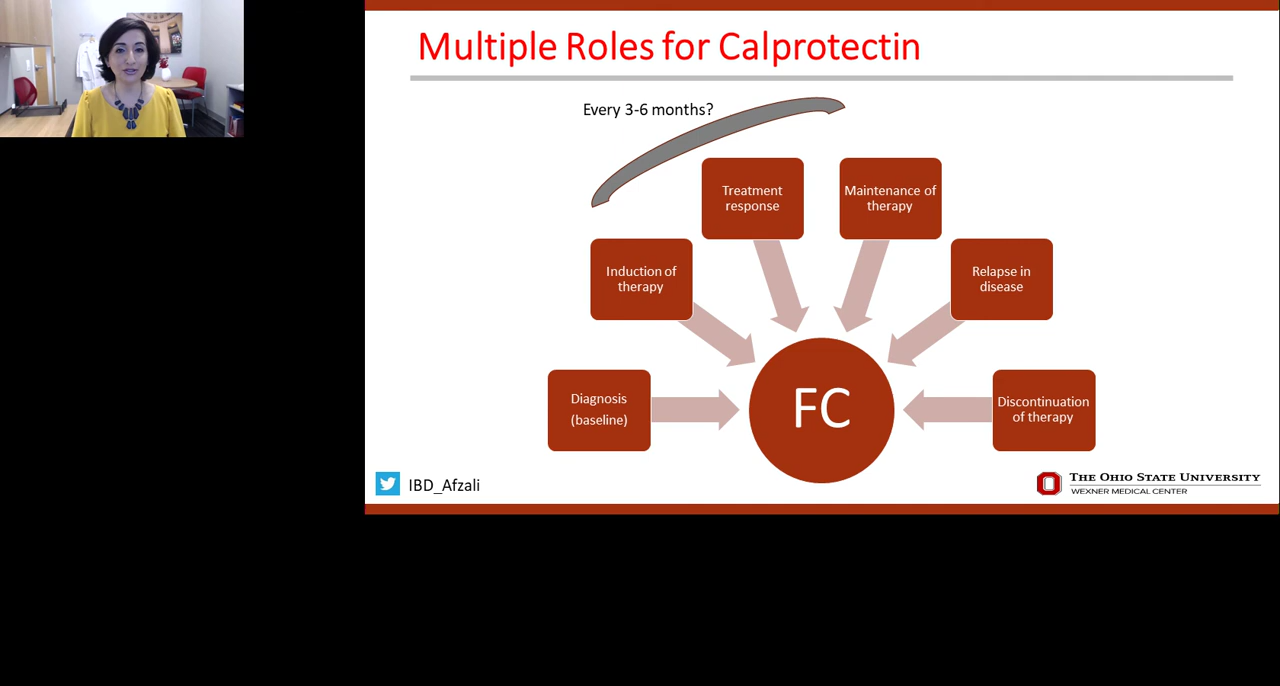 Multiple Roles for Calprotectin
Every 3-6 months?
Treatment
response
Maintenance of
therapy
Induction of
therapy
Relapse in
disease
Diagnosis
(baseline)
FC
Discontinuation
of therapy
IBD_Afzali
THE OHIO STATE UNIVERSITY
WEXNER MEDICAL CENTER